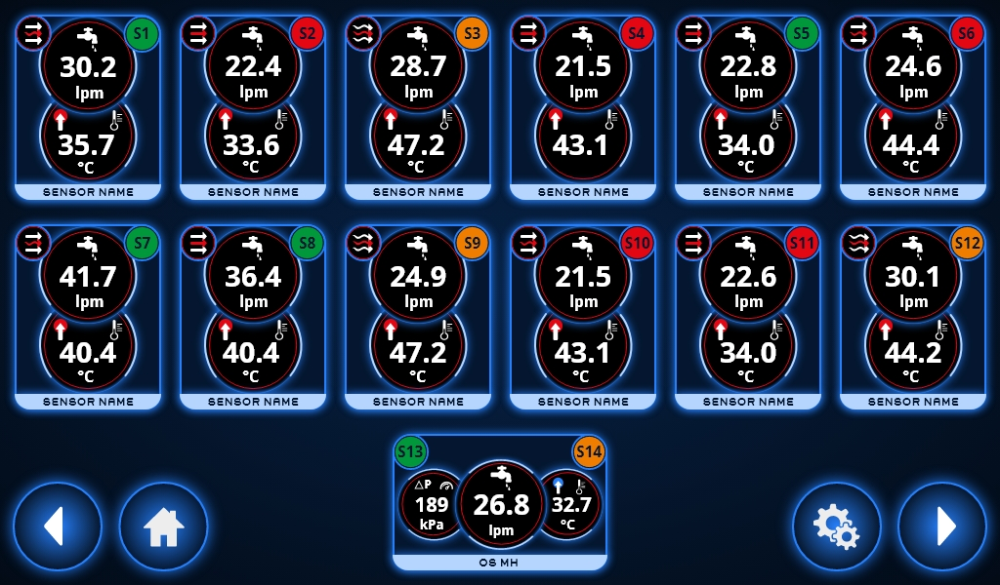 S1 S2 S3 S4 S5 S6
30.2 22.4 28.7 21.5 22.8 24.6
lpm lpm lpm lpm lpm lpm
35.7 33.6 47.2 43.1 34.0 44.4
°C °C °C °C °C °C
SENSOR NAME SENSOR NAME SENSOR NAME SENSOR NAME SENSOR NAME SENSOR NAME
S7 S8 S9 S10 S11 S12
41.7 36.4 24.9 21.5 22.6 30.1
lpm lpm lpm lpm lpm lpm
40.4 40.4 47.2 43.1 34.0 44.2
°C °C °C °C °C °C
SENSOR NAME SENSOR NAME SENSOR NAME SENSOR NAME SENSOR NAME SENSOR NAME
S13 S14
△P
189 26.8 32.7
kPa lpm °C
OS MH